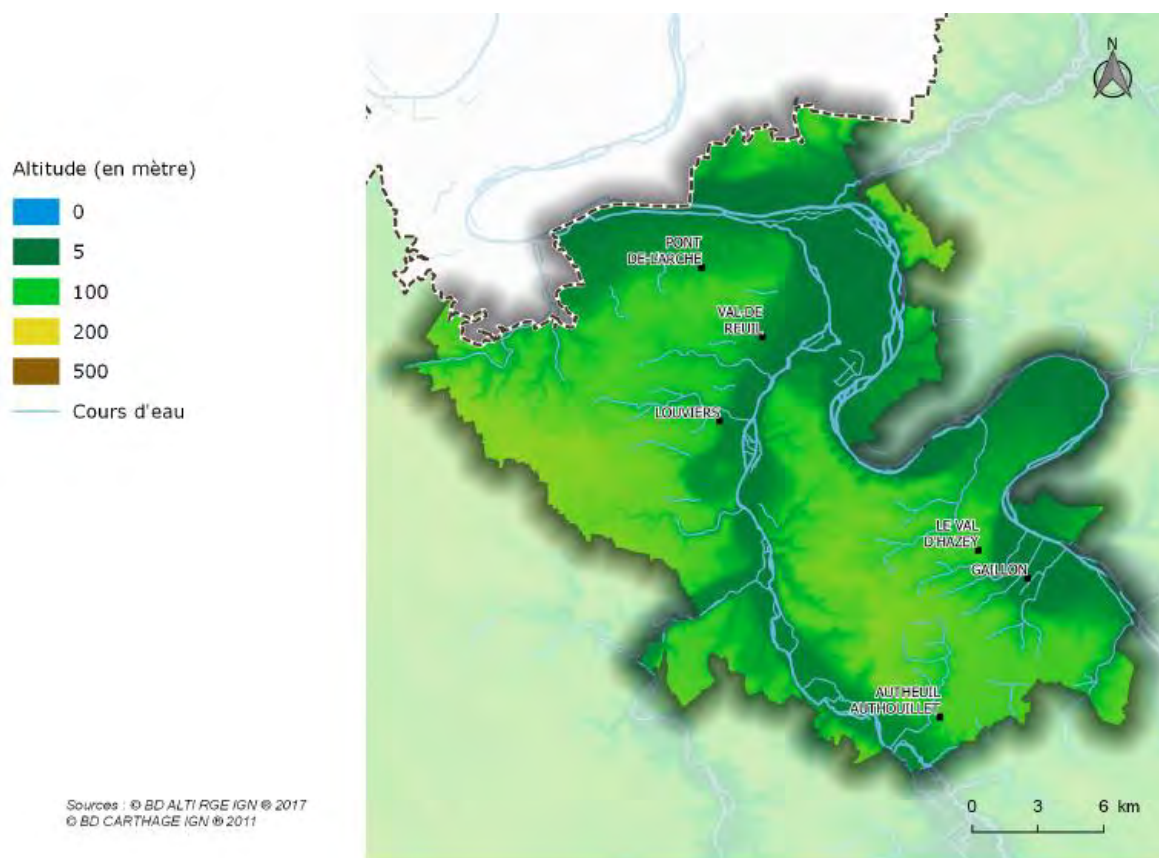 Altitude (en mètre)
0
5
100
200
500
Cours d'eau
Sources : © BD ALTI RGE IGN ® 2017
© BD CARTHAGE IGN ® 2011
N
PONT
DE-L'ARCHE
VAL-DE
REUIL
LOUVIERS
LE VAL
D'HAZEY
GAILLON
AUTHEUIL
AUTHOUILLET
0 3 6 km